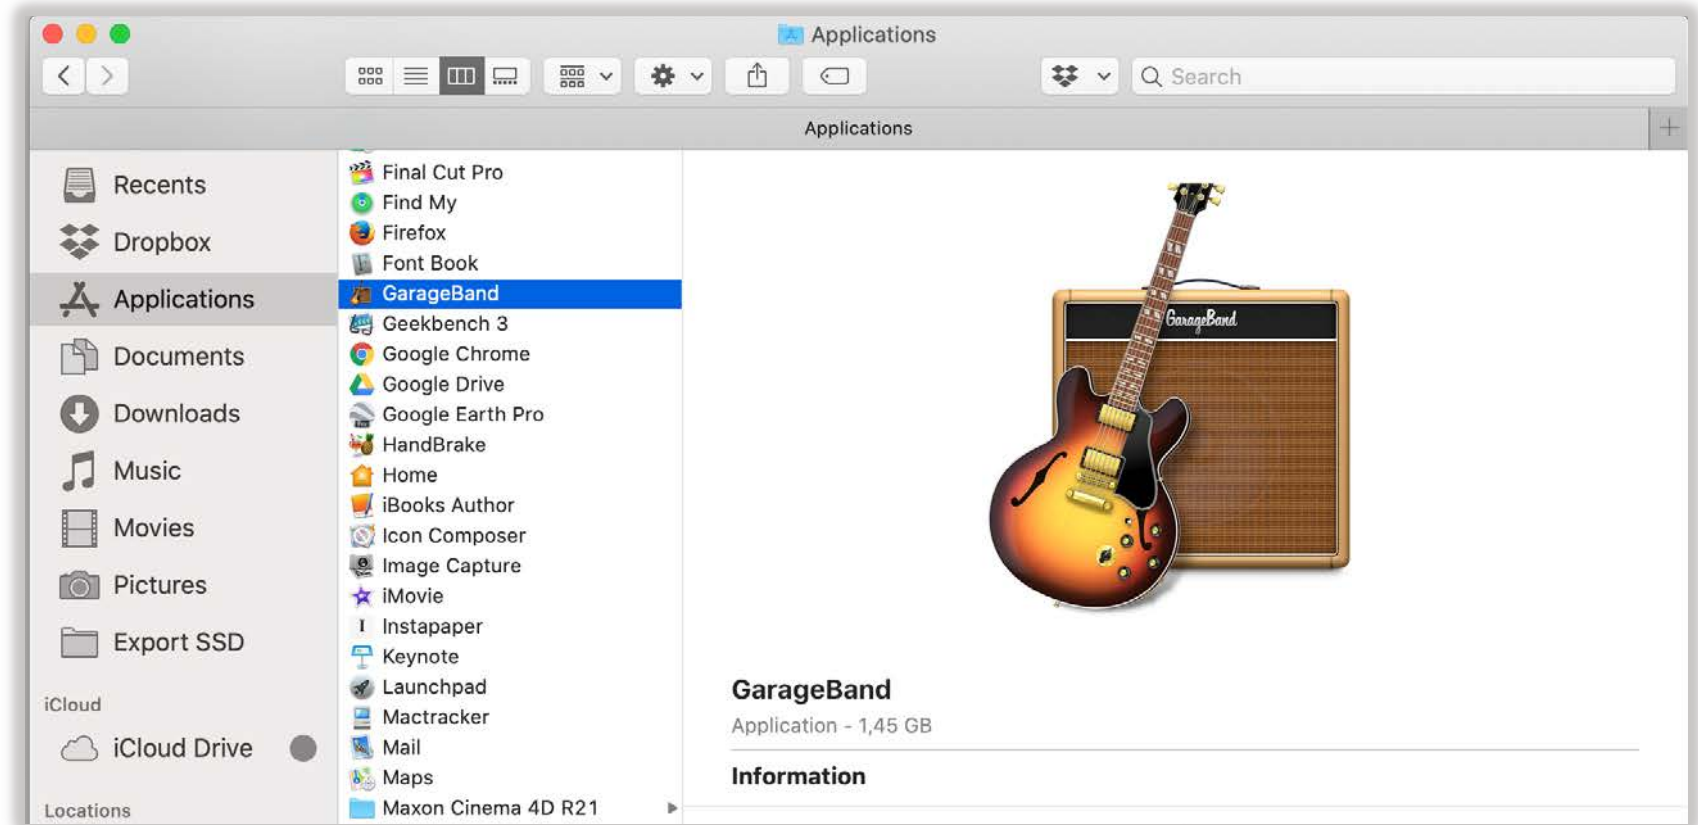 Applications
Search
Applications
Recents
Dropbox
Applications
Documents
Downloads
Music
Movies
Pictures
Export SSD
iCloud
iCloud Drive
Locations
Final Cut Pro
Find My
Firefox
Font Book
GarageBand
Geekbench 3
Google Chrome
Google Drive
Google Earth Pro
HandBrake
Home
iBooks Author
Icon Composer
Image Capture
iMovie
Instapaper
Keynote
Launchpad
Mactracker
Mail
Maps
Maxon Cinema 4D R21
GarageBand
GarageBand
Application - 1,45 GB
Information